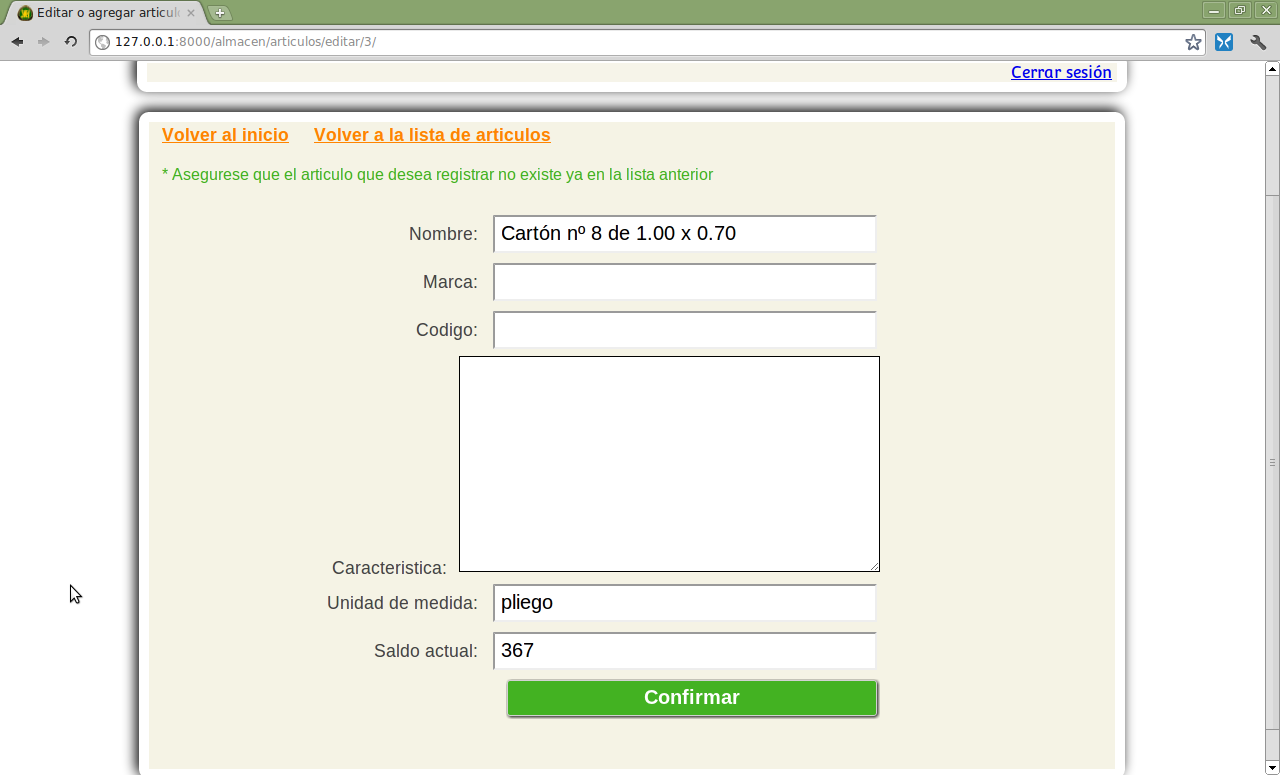 Editar o agregar articulo
127.0.0.1:8000/almacen/articulos/editar/3/
Cerrar sesión
Volver al inicio Volver a la lista de articulos
* Asegurese que el articulo que desea registrar no existe ya en la lista anterior
Nombre: Cartón nº 8 de 1.00 x 0.70
Marca:
Codigo:
Caracteristica:
Unidad de medida: pliego
Saldo actual: 367
Confirmar